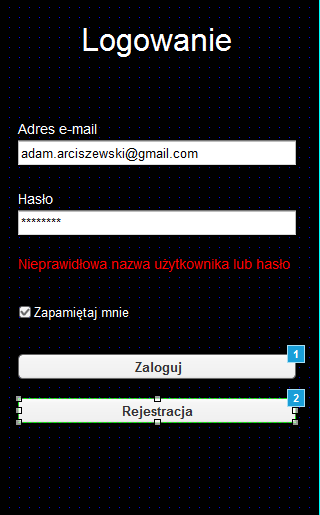 Logowanie
Adres e-mail
adam.arciszewski@gmail.com
Hasło
********
Nieprawidłowa nazwa użytkownika lub hasło
Zapamiętaj mnie
1
Zaloguj
2
Rejestracja